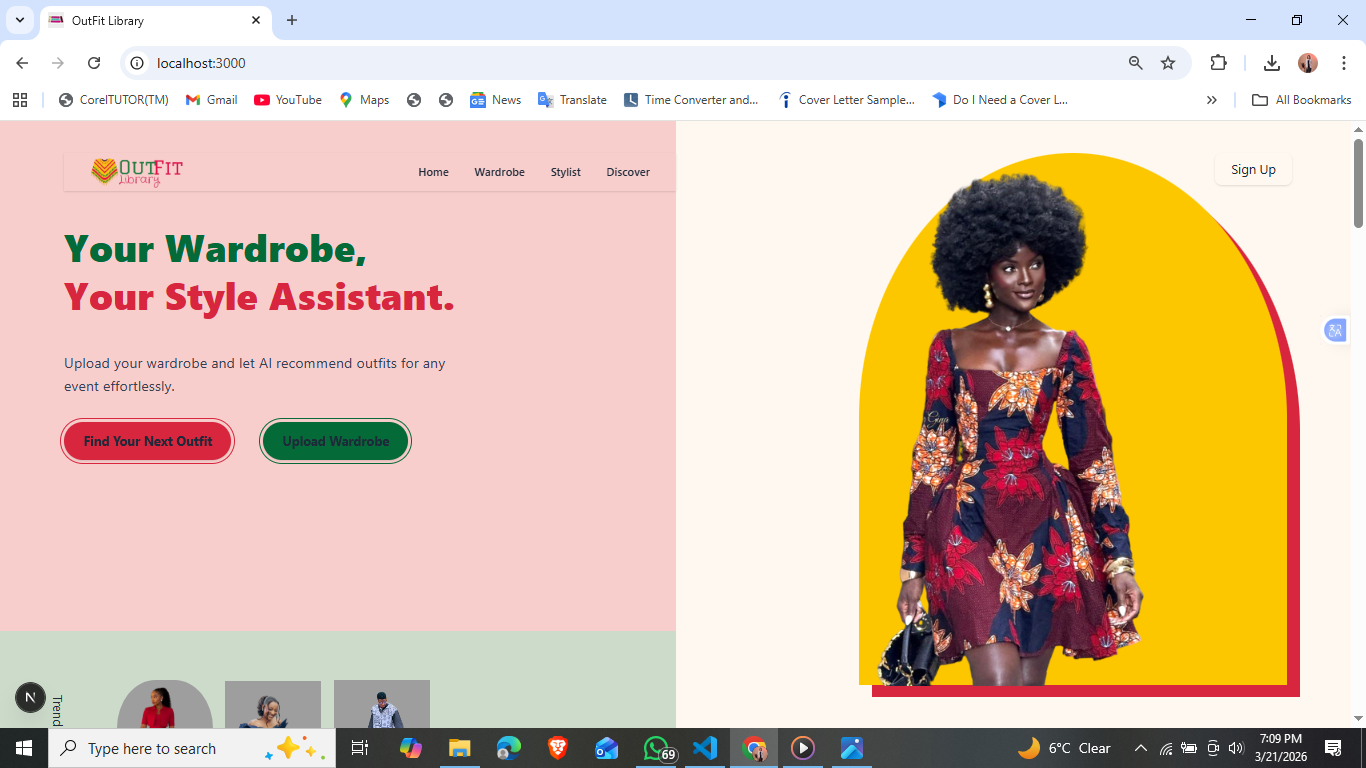 OutFit Library
localhost:3000
CorelTUTOR(TM)
Gmail
YouTube
Maps
News
Translate
Time Converter and...
Cover Letter Sample...
Do I Need a Cover L...
All Bookmarks
OUTFIT
Library
Home
Wardrobe
Stylist
Discover
Sign Up
Your Wardrobe,
Your Style Assistant.
Upload your wardrobe and let AI recommend outfits for any
event effortlessly.
Find Your Next Outfit
Upload Wardrobe
N
Trend
Type here to search
69
6°C Clear
7:09 PM
3/21/2026